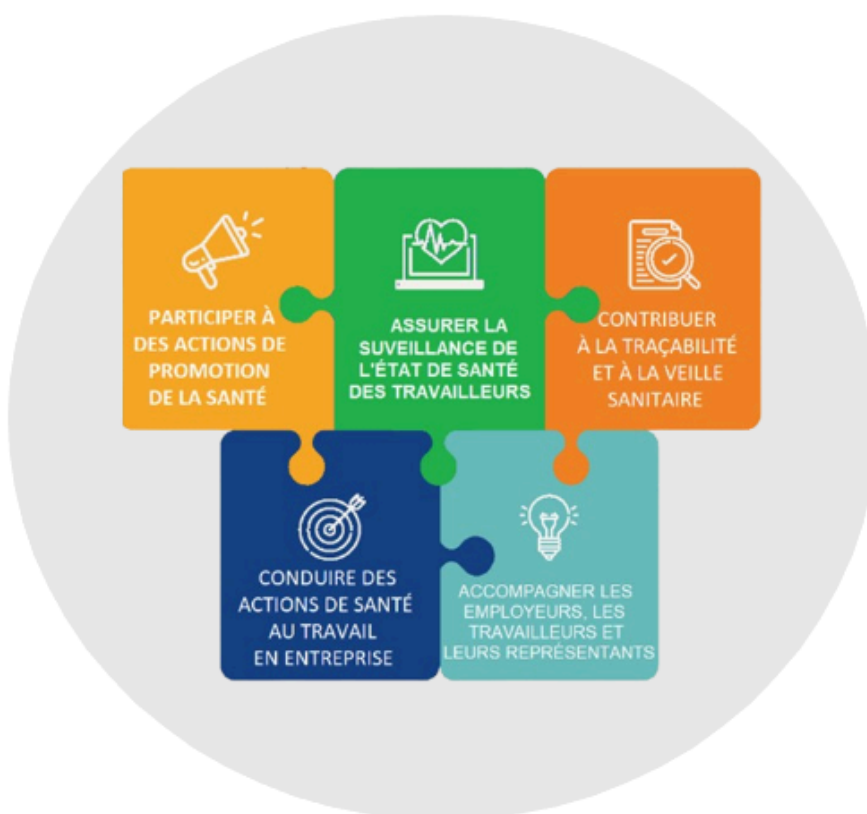 PARTICIPER À
DES ACTIONS DE
PROMOTION
DE LA SANTÉ
ASSURER LA
SUVEILLANCE DE
L'ÉTAT DE SANTÉ
DES TRAVAILLEURS
CONTRIBUER
À LA TRAÇABILITÉ
ET À LA VEILLE
SANITAIRE
CONDUIRE DES
ACTIONS DE SANTÉ
AU TRAVAIL
EN ENTREPRISE
ACCOMPAGNER LES
EMPLOYEURS, LES
TRAVAILLEURS ET
LEURS REPRÉSENTANTS